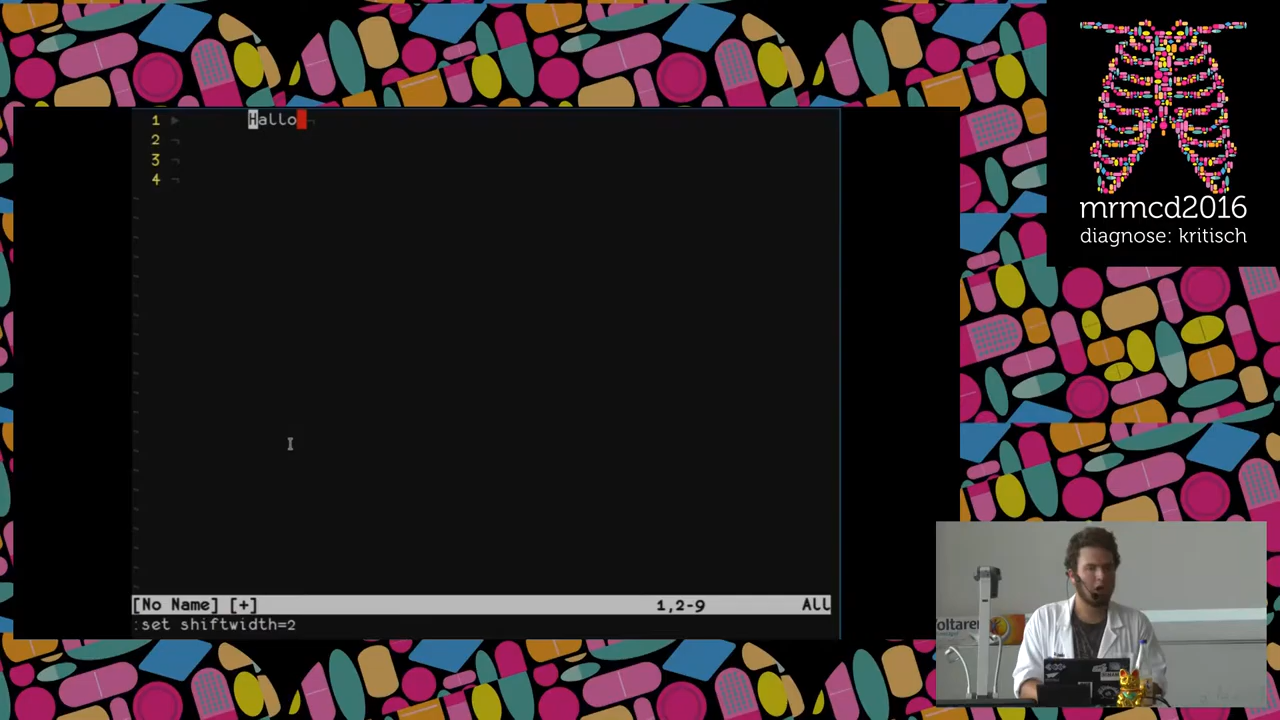 1 Hallo
2
3
4
[No Name] [+] 1,2-9 All
:set shiftwidth=2
mrmcd2016
diagnose: kritisch
Voltaren